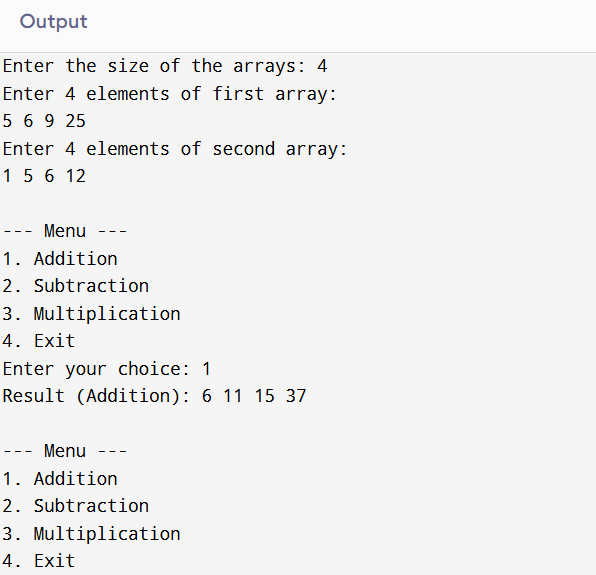 Output
Enter the size of the arrays: 4
Enter 4 elements of first array:
5 6 9 25
Enter 4 elements of second array:
1 5 6 12
--- Menu ---
1. Addition
2. Subtraction
3. Multiplication
4. Exit
Enter your choice: 1
Result (Addition): 6 11 15 37
--- Menu ---
1. Addition
2. Subtraction
3. Multiplication
4. Exit